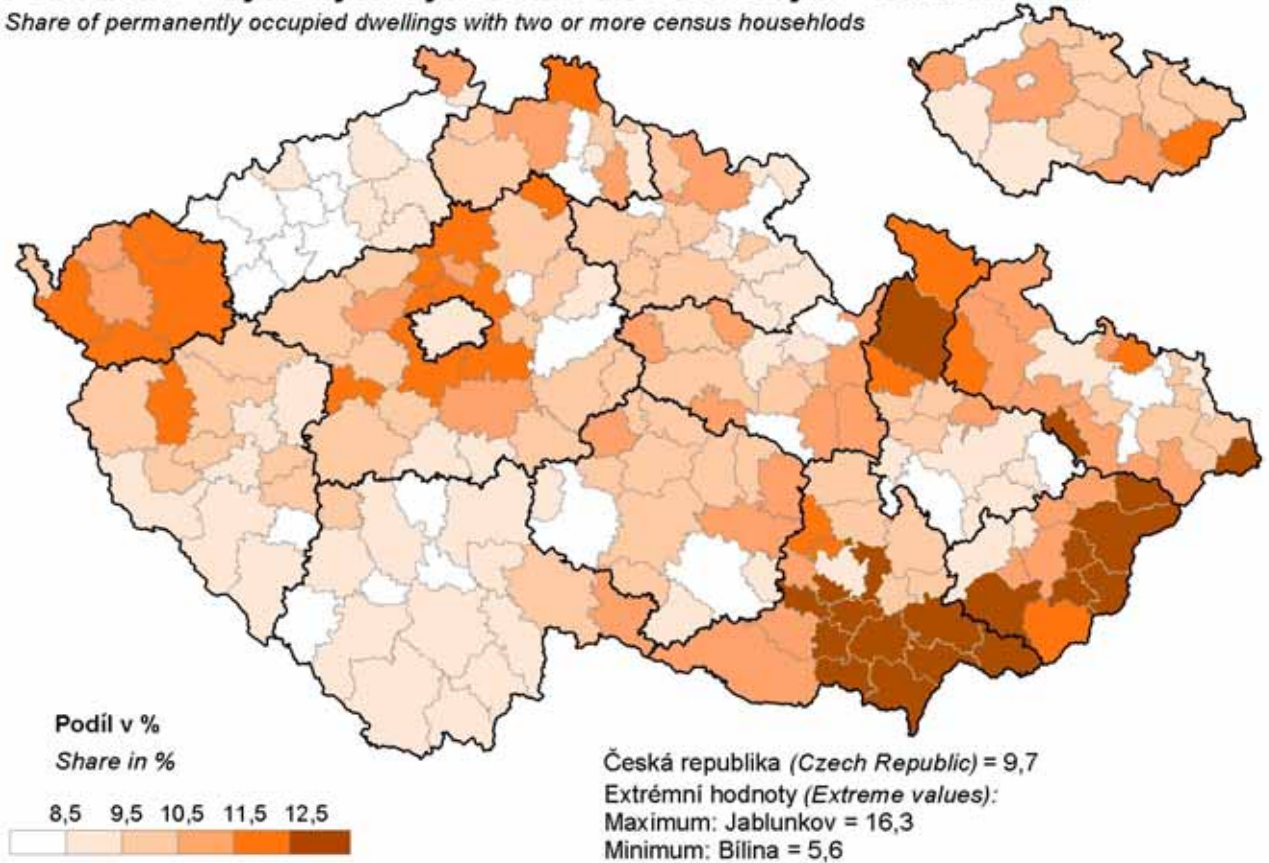 Share of permanently occupied dwellings with two or more census househlods
Podíl v %
Share in %
8,5 9,5 10,5 11,5 12,5
Česká republika (Czech Republic) = 9,7
Extrémní hodnoty (Extreme values):
Maximum: Jablunkov = 16,3
Minimum: Bílina = 5,6